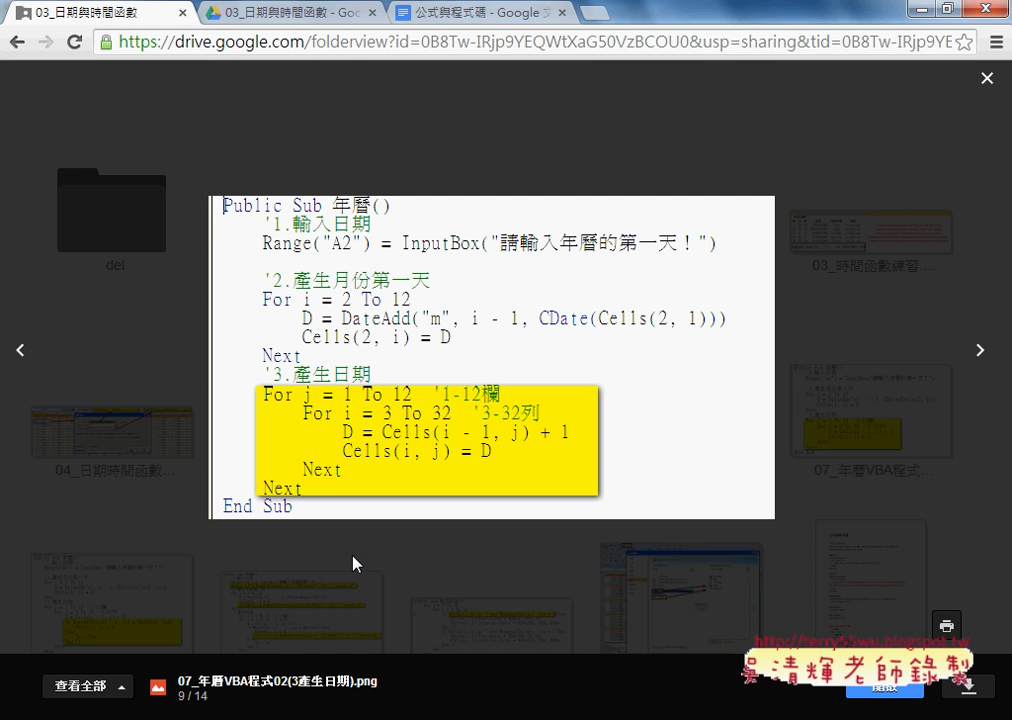 03_日期與時間函數
03_日期與時間函數 - Goo
公式與程式碼 - Google 文
https://drive.google.com/folderview?id=0B8Tw-IRjp9YEQWtXaG50VzBCOU0&usp=sharing&tid=0B8Tw-IRjp9YE
del
03_時間函數練習...
04_日期時間函數...
07_年曆VBA程式...
Public Sub 年曆()
'1.輸入日期
Range("A2") = InputBox("請輸入年曆的第一天！")
'2.產生月份第一天
For i = 2 To 12
D = DateAdd("m", i - 1, CDate(Cells(2, 1)))
Cells(2, i) = D
Next
'3.產生日期
For j = 1 To 12 '1-12欄
For i = 3 To 32 '3-32列
D = Cells(i - 1, j) + 1
Cells(i, j) = D
Next
Next
End Sub
http://terry55wu.blogspot.tw
吳清輝老師錄製
查看全部
07_年曆VBA程式02(3產生日期).png
9 / 14